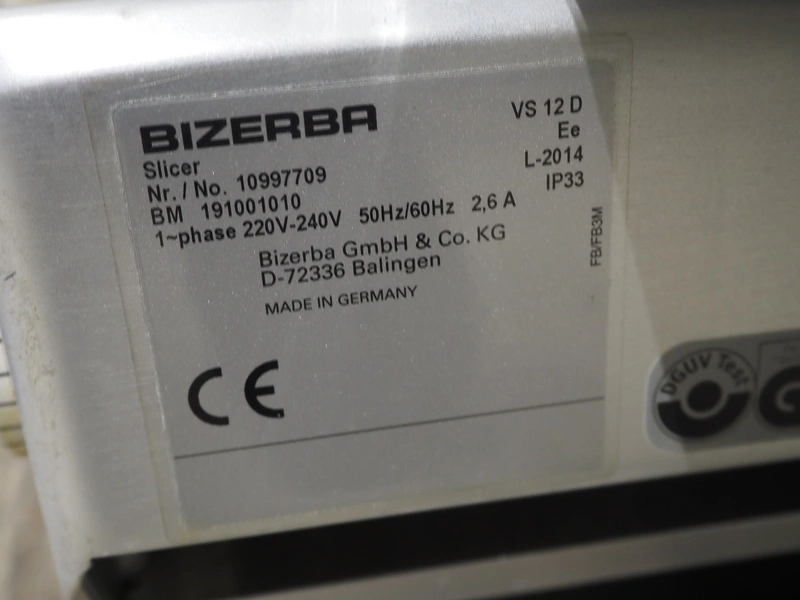 BIZERBA
VS 12 D
Slicer
Ee
Nr. / No. 10997709
L-2014
BM 191001010
IP33
1~phase 220V-240V 50Hz/60Hz 2,6 A
Bizerba GmbH & Co. KG
D-72336 Balingen
MADE IN GERMANY
FB/FB3M
CE
DGUV Test